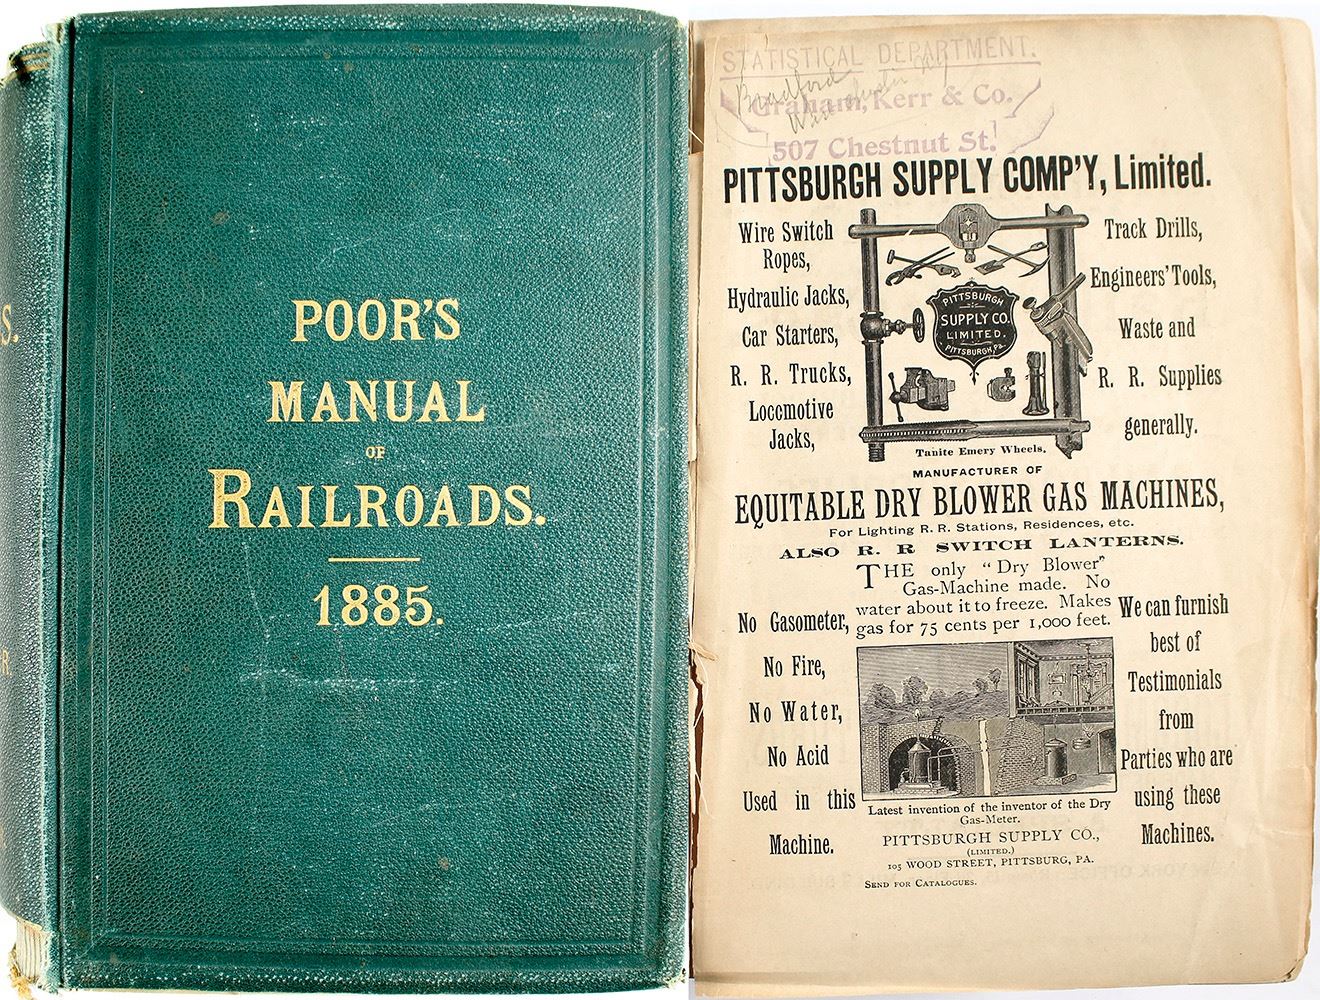 S.
R
POOR'S
MANUAL
OF
RAILROADS.
1885.
STATISTICAL DEPARTMENT.
Bradford
Graham, Kerr & Co.
507 Chestnut St.
PITTSBURGH SUPPLY COMP'Y, Limited.
Wire Switch
Ropes,
Hydraulic Jacks,
Car Starters,
R. R. Trucks,
Locomotive
Jacks,
PITTSBURGH
SUPPLY CO.
LIMITED.
PITTSBURGH, Pa.
Tanite Emery Wheels.
Track Drills,
Engineers' Tools,
Waste and
R. R. Supplies
generally.
MANUFACTURER OF
EQUITABLE DRY BLOWER GAS MACHINES,
For Lighting R. R. Stations, Residences, etc.
ALSO R. R SWITCH LANTERNS.
THE only "Dry Blower"
Gas-Machine made. No
water about it to freeze. Makes
gas for 75 cents per 1,000 feet.
No Gasometer,
No Fire,
No Water,
No Acid
Used in this
Machine.
We can furnish
best of
Testimonials
from
Parties who are
using these
Machines.
Latest invention of the inventor of the Dry
Gas-Meter.
PITTSBURGH SUPPLY CO.,
(LIMITED.)
105 WOOD STREET, PITTSBURG, PA.
SEND FOR CATALOGUES.